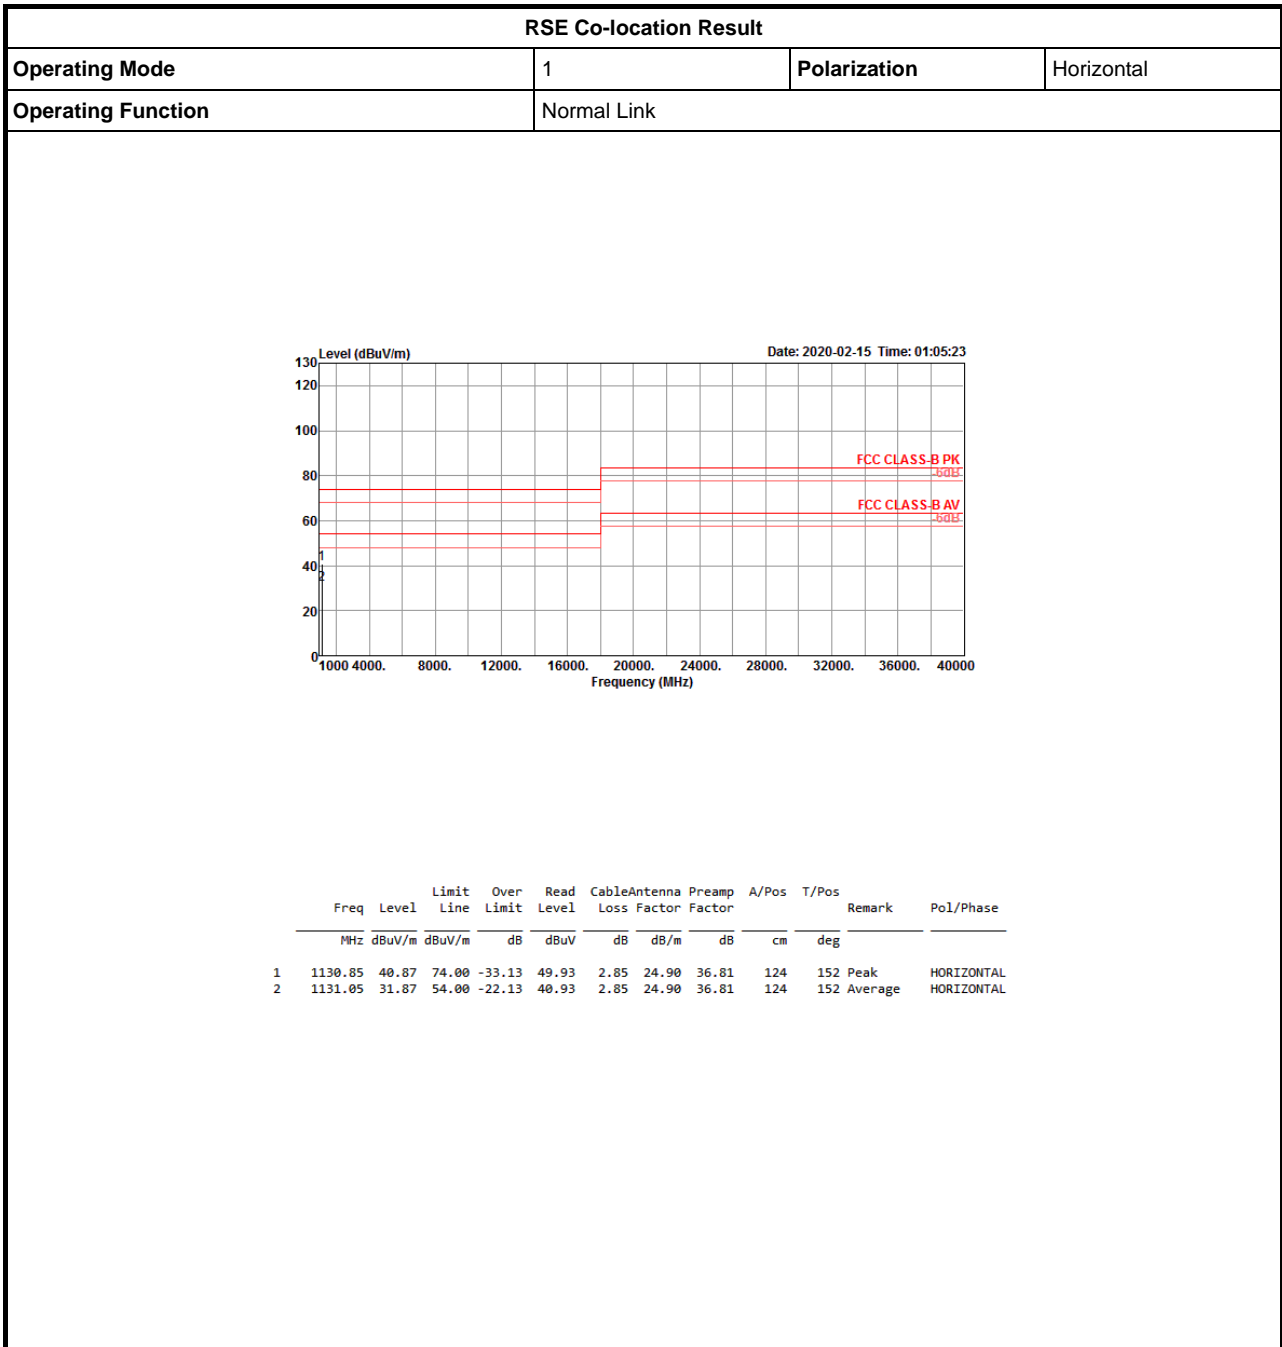 RSE Co-location Result
Operating Mode 1 Polarization Horizontal
Operating Function Normal Link
Level (dBuV/m) Date: 2020-02-15 Time: 01:05:23
130
120
100
FCC CLASS-B PK
80 -6dB
FCC CLASS-B AV
60 -6dB
1
40
2
20
0
1000 4000. 8000. 12000. 16000. 20000. 24000. 28000. 32000. 36000. 40000
Frequency (MHz)
Limit Over Read CableAntenna Preamp A/Pos T/Pos
Freq Level Line Limit Level Loss Factor Factor Remark Pol/Phase
MHz dBuV/m dBuV/m dB dBuV dB dB/m dB cm deg
1 1130.85 40.87 74.00 -33.13 49.93 2.85 24.90 36.81 124 152 Peak HORIZONTAL
2 1131.05 31.87 54.00 -22.13 40.93 2.85 24.90 36.81 124 152 Average HORIZONTAL